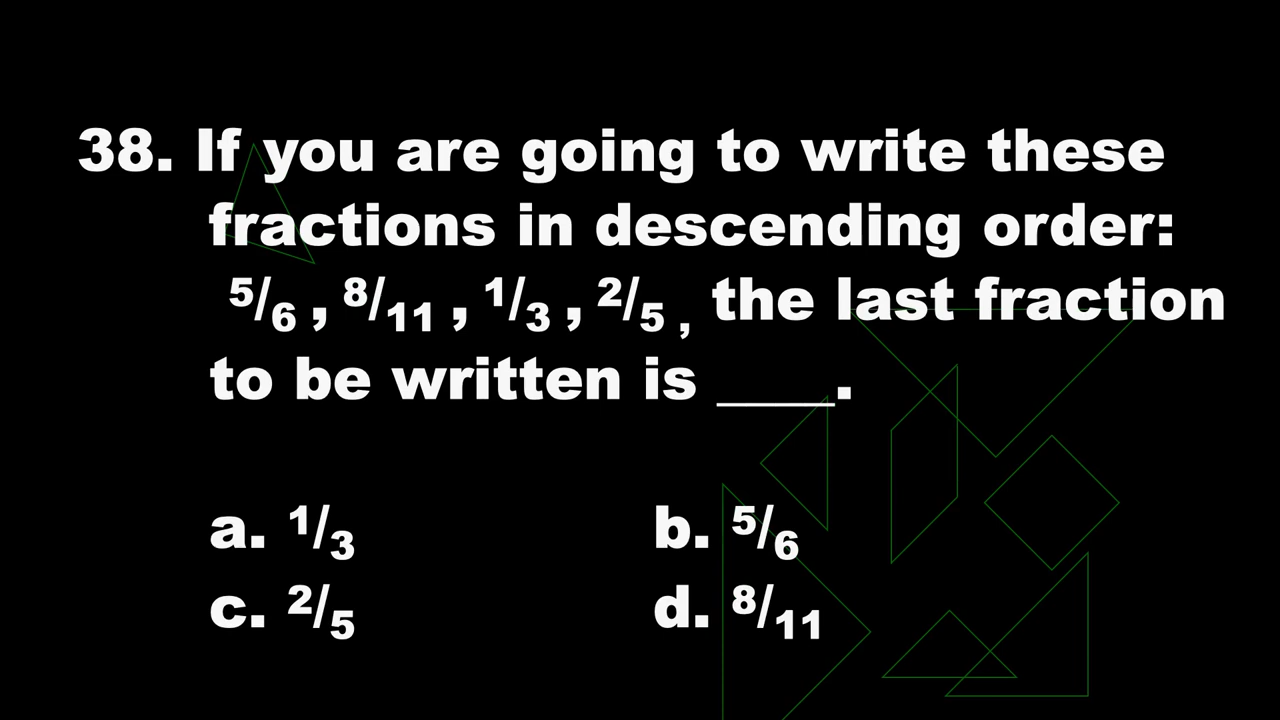 38. If you are going to write these
fractions in descending order:
⁵/₆ , ⁸/₁₁ , ¹/₃ , ²/₅ , the last fraction
to be written is ____.
a. ¹/₃ b. ⁵/₆
c. ²/₅ d. ⁸/₁₁